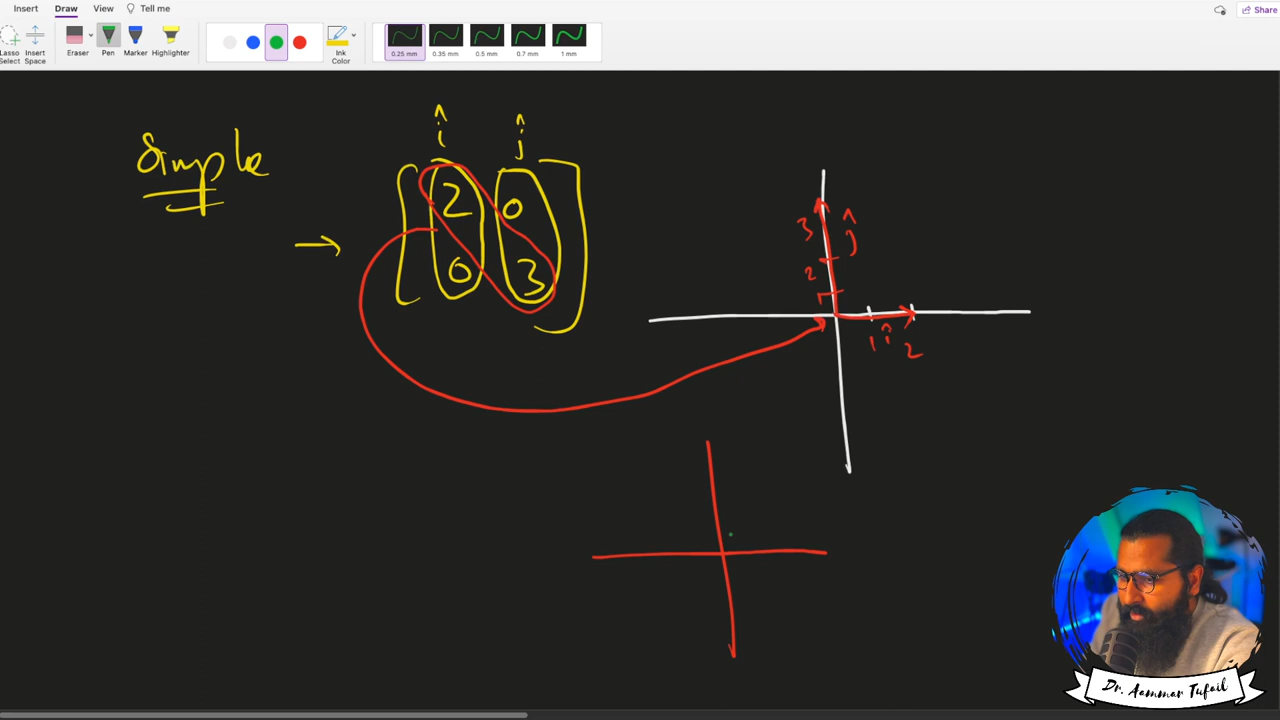 Insert Draw View Tell me
Share
Lasso Select
Insert Space
Eraser
Pen
Marker
Highlighter
Ink Color
0.25 mm
0.35 mm
0.5 mm
0.7 mm
1 mm
Simple
î ĵ
→ [2 0
0 3]
3 ĵ
2
1
1 î 2
Dr. Aammar Tufail